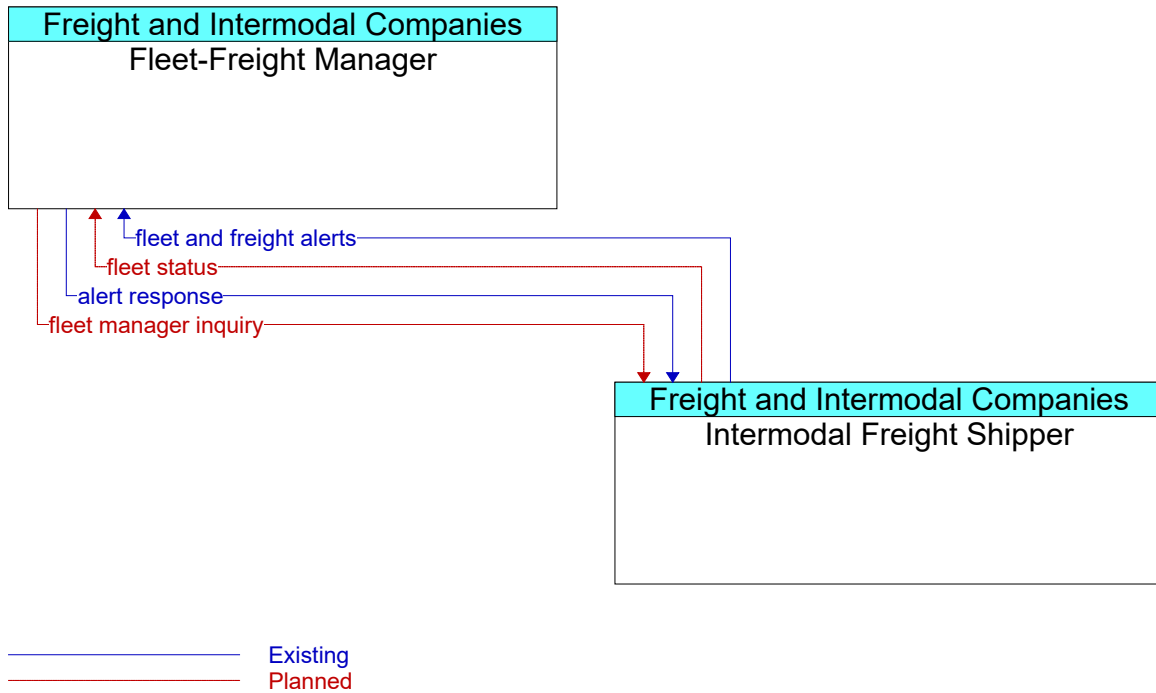 Freight and Intermodal Companies
Fleet-Freight Manager
fleet and freight alerts
fleet status
alert response
fleet manager inquiry
Freight and Intermodal Companies
Intermodal Freight Shipper
Existing
Planned